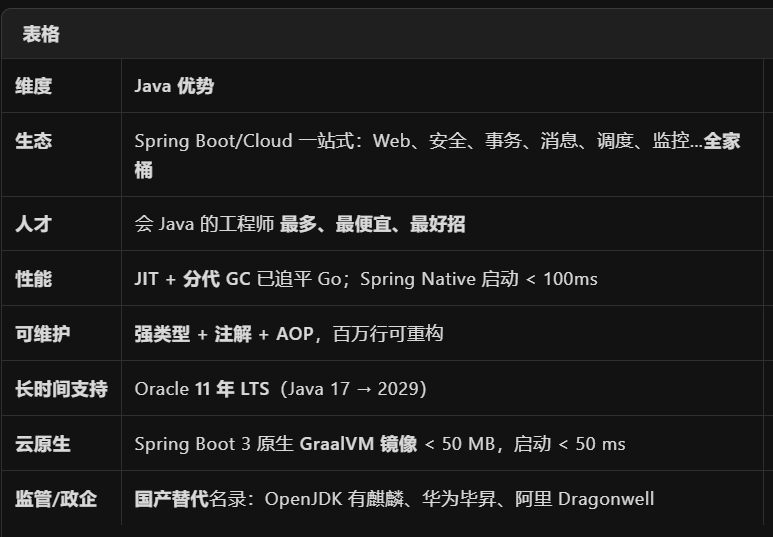 表格
维度 Java 优势
生态 Spring Boot/Cloud 一站式：Web、安全、事务、消息、调度、监控...全家
桶
人才 会 Java 的工程师 最多、最便宜、最好招
性能 JIT + 分代 GC 已追平 Go；Spring Native 启动 < 100ms
可维护 强类型 + 注解 + AOP，百万行可重构
长时间支持 Oracle 11 年 LTS（Java 17 → 2029）
云原生 Spring Boot 3 原生 GraalVM 镜像 < 50 MB，启动 < 50 ms
监管/政企 国产替代名录：OpenJDK 有麒麟、华为毕昇、阿里 Dragonwell